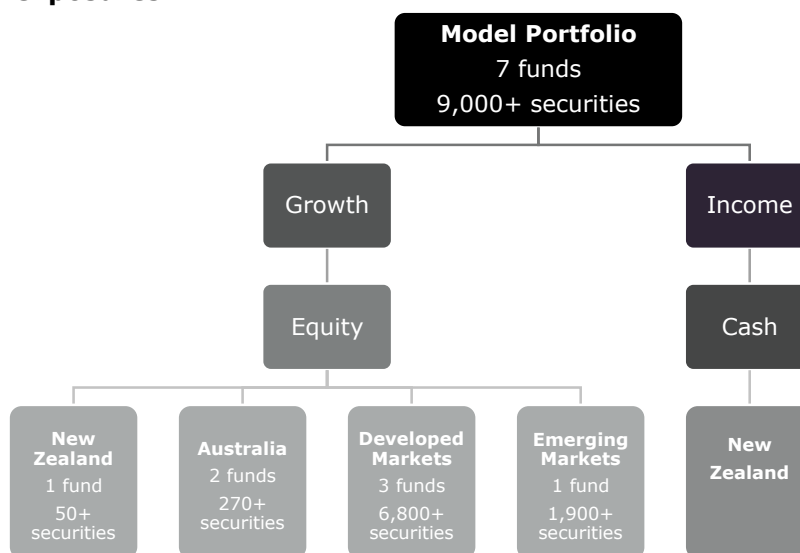 Model Portfolio
7 funds
9,000+ securities
Growth
Income
Equity
Cash
New
Zealand
1 fund
50+
securities
Australia
2 funds
270+
securities
Developed
Markets
3 funds
6,800+
securities
Emerging
Markets
1 fund
1,900+
securities
New
Zealand